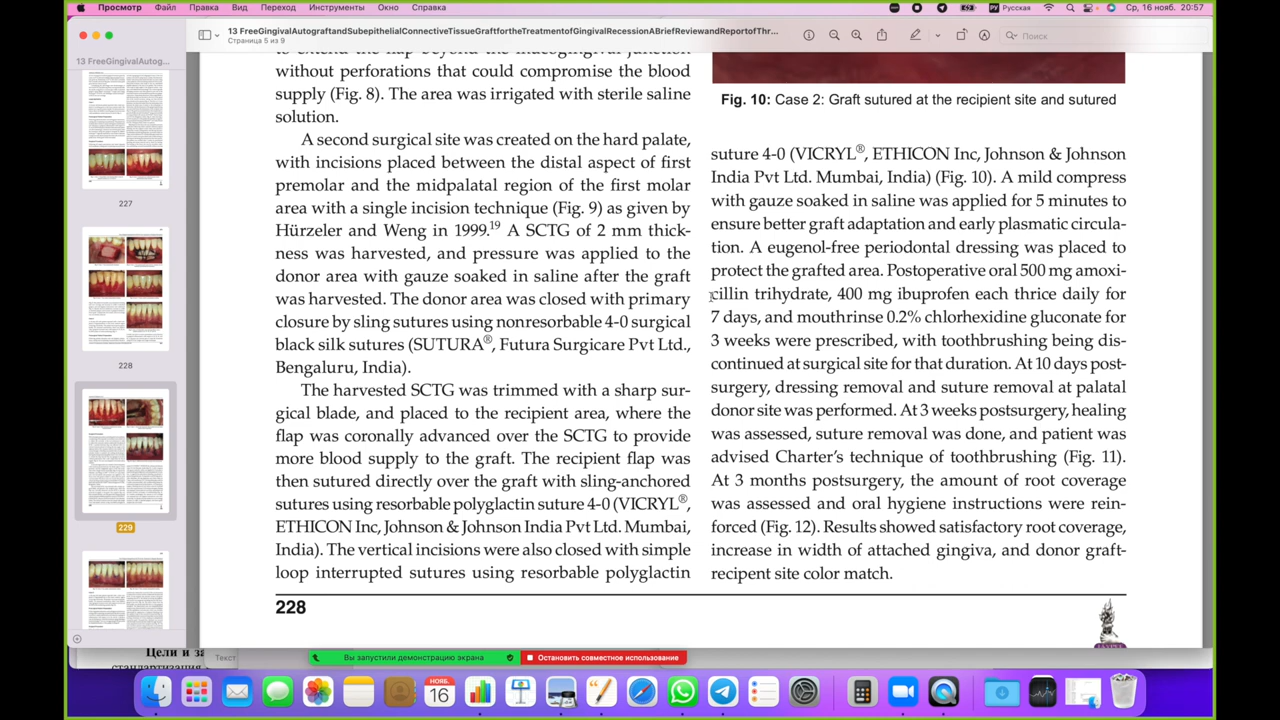 Просмотр Файл Правка Вид Переход Инструменты Окно Справка
РУ Русская Ср, 16 нояб. 20:57
13 FreeGingivalAutograftandSubepithelialConnectiveTissueGraftfortheTreatmentofGingivalRecessionABriefReviewandReportofThr...
Страница 5 из 9
Поиск
13 FreeGingivalAutog...
227
228
229
to extend the flap beyond the mucogingival junction
without perforations that could compromise the blood
supply (Fig. 8). The area was irrigated with sterile saline
solution.
A second surgical site was created on the hard palate,
with incisions placed between the distal aspect of first
premolar and the midpalatal region of the first molar
area with a single incision technique (Fig. 9) as given by
Hürzeler and Weng in 1999.19 A SCTG of 2 mm thick-
ness was harvested, and pressure was applied to the
donor area with gauze soaked in saline after the graft
was harvested. The donor area was closed with primary
closure by sling sutures using nonresorbable 4-0 surgical
black silk sutures (SUTURA®, Futura Surgicare Pvt Ltd.,
Bengaluru, India).
The harvested SCTG was trimmed with a sharp sur-
gical blade, and placed to the recipient area, where the
flap was coronally advanced over the SCTG to provide
more blood supply to the graft. The recipient flap was
then sutured directly over the graft with sling-anchored
sutures using resorbable polyglactin suture 4-0 (VICRYL®,
ETHICON Inc, Johnson & Johnson India Pvt Ltd. Mumbai,
India). The vertical incisions were also closed with simple
loop interrupted sutures using resorbable polyglactin
228
Fig. 10: Case 2: Graft sutured at the recipient site and sutured
suture 4-0 (VICRYL®, ETHICON Inc, Johnson & Johnson
India Pvt Ltd. Mumbai, India) (Fig. 10). A mild compress
with gauze soaked in saline was applied for 5 minutes to
ensure better graft adaptation and early plasmatic circula-
tion. A eugenol-free periodontal dressing was placed to
protect the grafted area. Postoperative oral 500 mg amoxi-
cillin trihydrate, 400 mg ibuprofen each thrice daily for
7 days, and mouthrinse 0.2% chlorhexidine gluconate for
3 weeks were prescribed, with toothbrushing being dis-
continued at surgical site for that duration. At 10 days post-
surgery, dressing removal and suture removal at palatal
donor site was performed. At 3 weeks postsurgery, healing
was assessed, suture removal was done, and patient was
advised Charter's technique of toothbrushing (Fig. 11).
At 3 months postsurgery, the amount of root coverage
was assessed and oral hygiene instructions were rein-
forced (Fig. 12). Results showed satisfactory root coverage,
increase in width of attached gingiva, and donor graft-
recipent site color match.
Цели и за
стандартизация
Текст
Вы запустили демонстрацию экрана
Остановить совместное использование
НОЯБ.
16